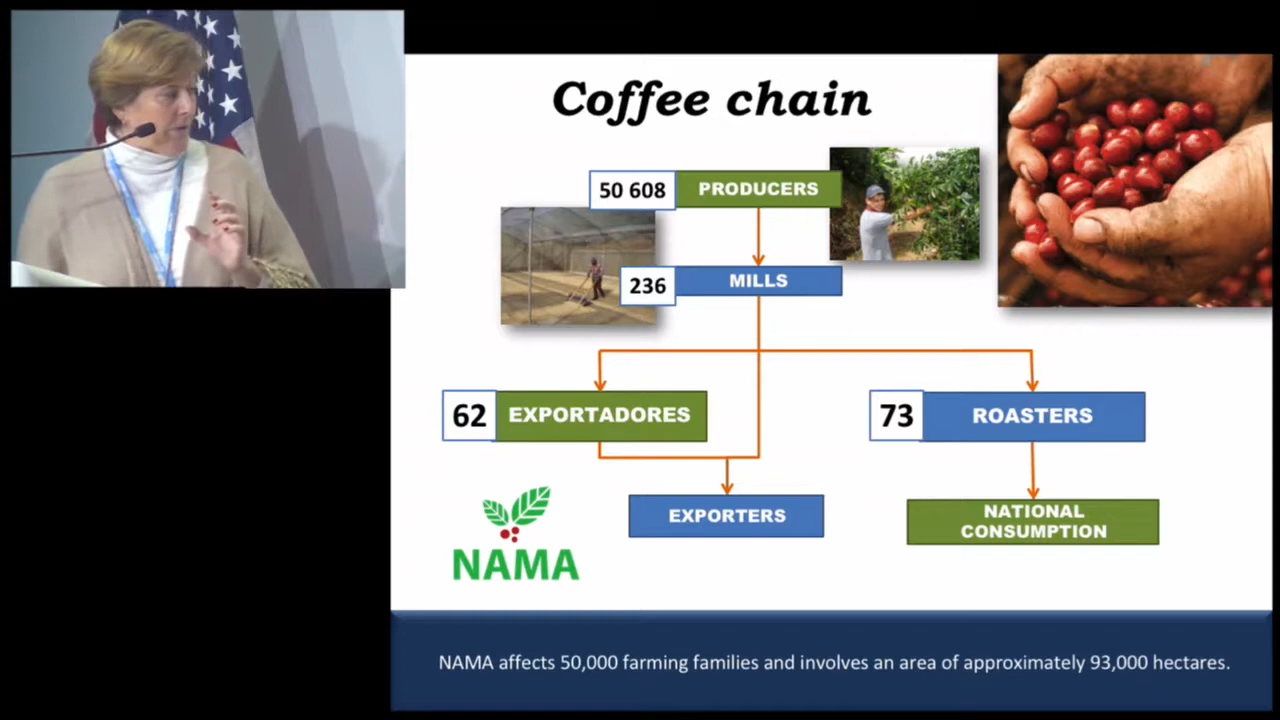 Coffee chain
50 608
PRODUCERS
236
MILLS
62
EXPORTADORES
73
ROASTERS
EXPORTERS
NATIONAL
CONSUMPTION
NAMA
NAMA affects 50,000 farming families and involves an area of approximately 93,000 hectares.